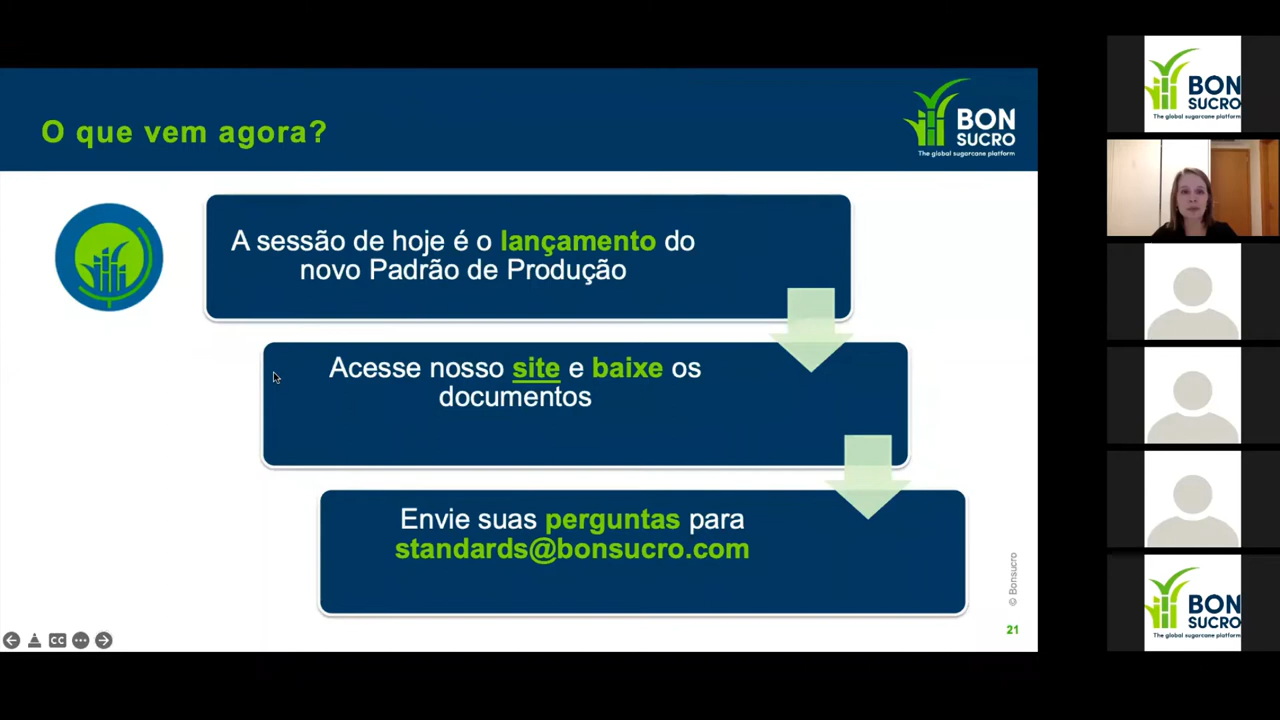 O que vem agora?
BON
SUCRO
The global sugarcane platform
A sessão de hoje é o lançamento do
novo Padrão de Produção
Acesse nosso site e baixe os
documentos
Envie suas perguntas para
standards@bonsucro.com
© Bonsucro
21
CC
BON
SUCRO
The global sugarcane platform
BON
SUCRO
The global sugarcane platform